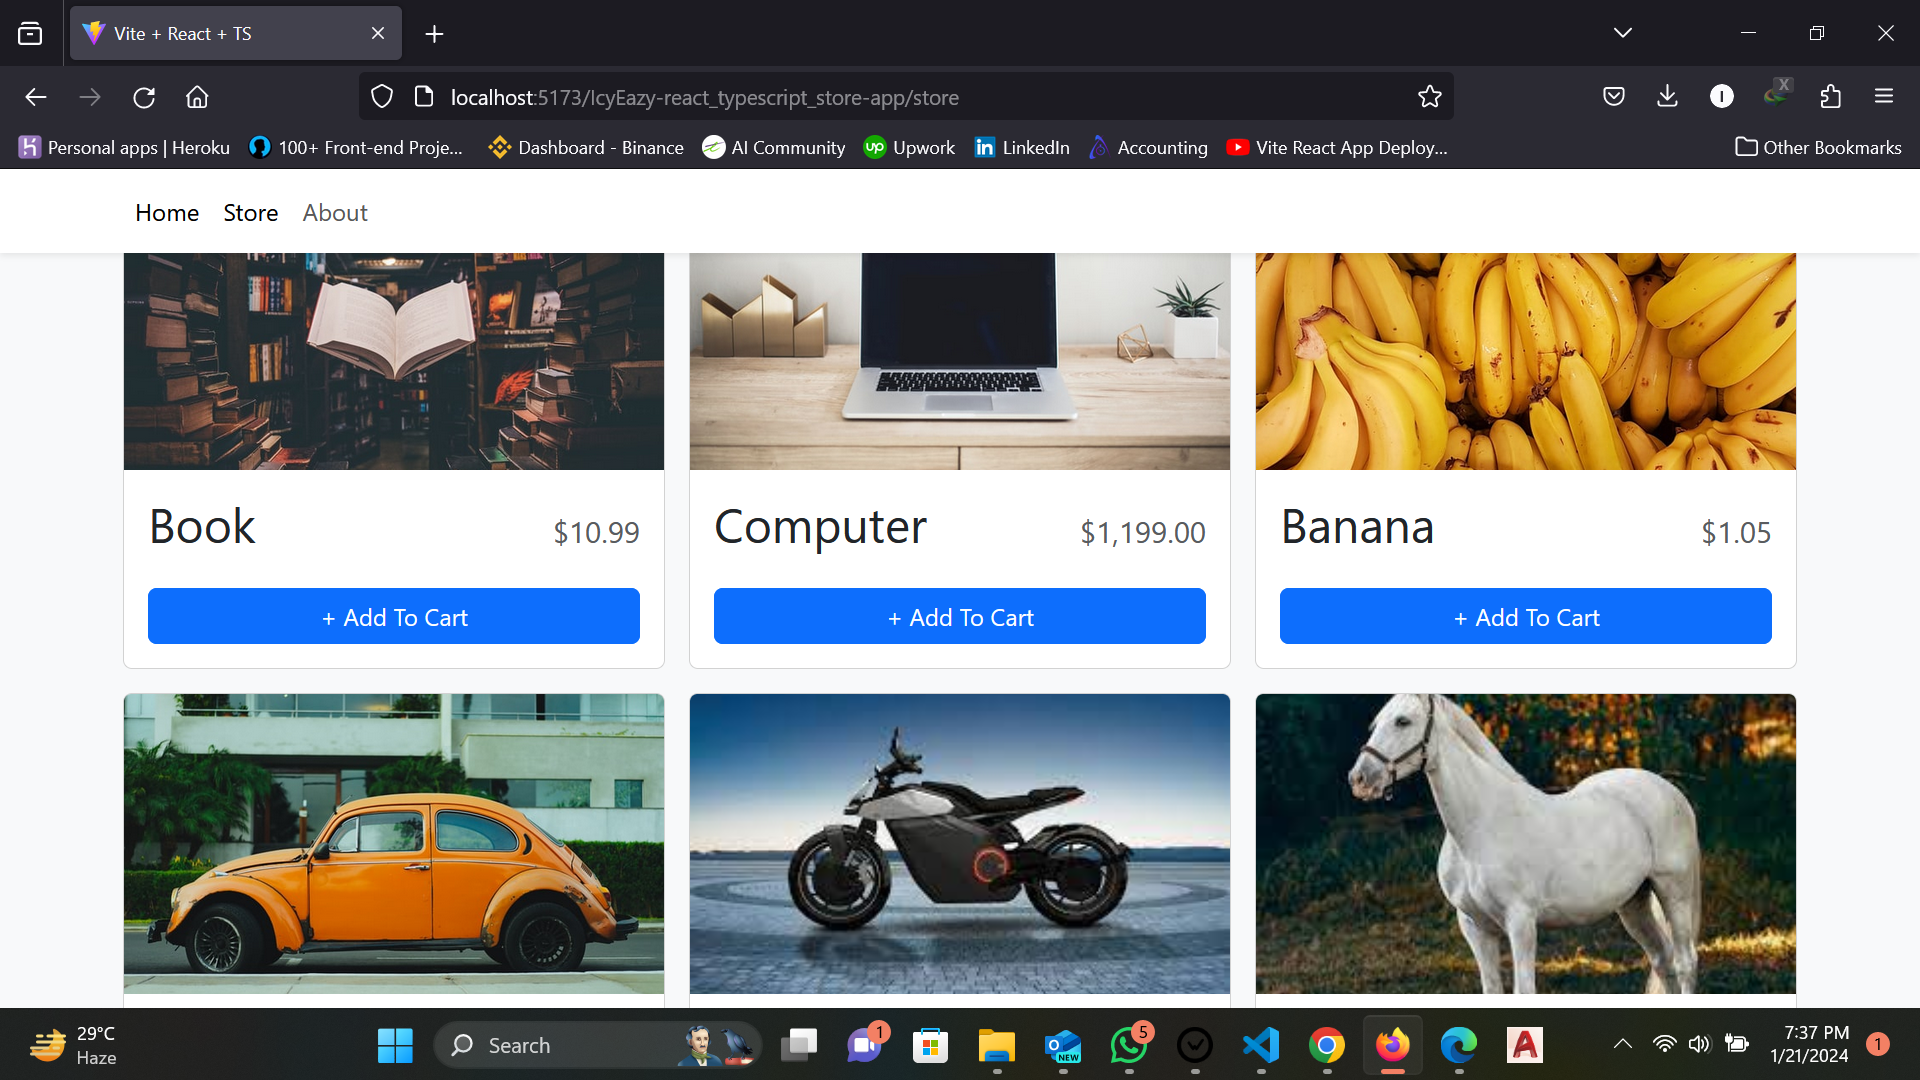 Vite + React + TS
localhost:5173/IcyEazy-react_typescript_store-app/store
X
Personal apps | Heroku
100+ Front-end Proje...
Dashboard - Binance
AI Community
up
Upwork
in
LinkedIn
Accounting
Vite React App Deploy...
Other Bookmarks
Home Store About
Book $10.99
Computer $1,199.00
Banana $1.05
+ Add To Cart
+ Add To Cart
+ Add To Cart
29°C
Haze
Search
1
NEW
5
A
7:37 PM
1/21/2024
1